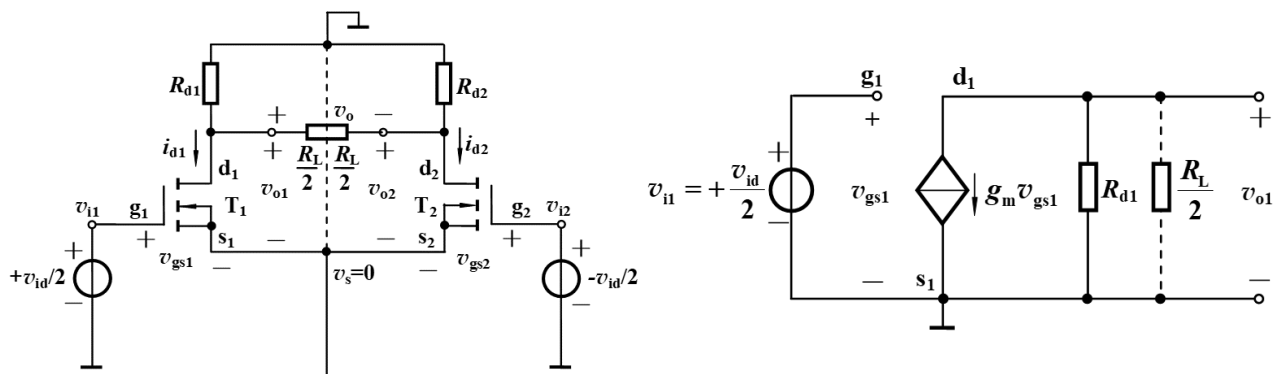 R_d1
R_d2
+ v_o −
i_d1
i_d2
+ R_L/2 R_L/2 +
d_1 d_2
v_o1 v_o2
T_1 T_2
v_i1 g_1 g_2 v_i2
+ s_1 − − s_2 +
v_gs1 − v_s=0 − v_gs2
+v_id/2 + − -v_id/2 + −
g_1 d_1
+ +
v_i1 = + v_id/2 + − v_gs1 g_m v_gs1 R_d1 R_L/2 v_o1
− s_1 −